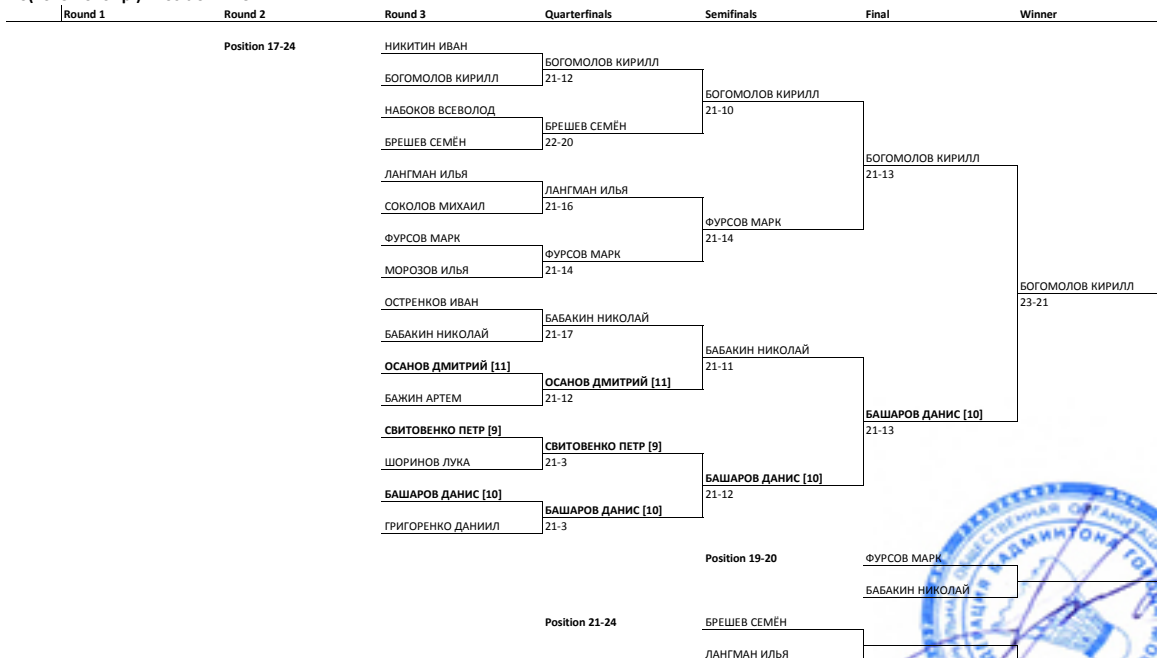 Round 1 Round 2 Round 3 Quarterfinals Semifinals Final Winner
Position 17-24 НИКИТИН ИВАН
БОГОМОЛОВ КИРИЛЛ
БОГОМОЛОВ КИРИЛЛ 21-12
БОГОМОЛОВ КИРИЛЛ
НАБОКОВ ВСЕВОЛОД 21-10
БРЕШЕВ СЕМЁН
БРЕШЕВ СЕМЁН 22-20
БОГОМОЛОВ КИРИЛЛ
ЛАНГМАН ИЛЬЯ 21-13
ЛАНГМАН ИЛЬЯ
СОКОЛОВ МИХАИЛ 21-16
ФУРСОВ МАРК
ФУРСОВ МАРК 21-14
ФУРСОВ МАРК
МОРОЗОВ ИЛЬЯ 21-14
БОГОМОЛОВ КИРИЛЛ
ОСТРЕНКОВ ИВАН 23-21
БАБАКИН НИКОЛАЙ
БАБАКИН НИКОЛАЙ 21-17
БАБАКИН НИКОЛАЙ
ОСАНОВ ДМИТРИЙ [11] 21-11
ОСАНОВ ДМИТРИЙ [11]
БАЖИН АРТЕМ 21-12
БАШАРОВ ДАНИС [10]
СВИТОВЕНКО ПЕТР [9] 21-13
СВИТОВЕНКО ПЕТР [9]
ШОРИНОВ ЛУКА 21-3
БАШАРОВ ДАНИС [10]
БАШАРОВ ДАНИС [10] 21-12
БАШАРОВ ДАНИС [10]
ГРИГОРЕНКО ДАНИИЛ 21-3
Position 19-20 ФУРСОВ МАРК
БАБАКИН НИКОЛАЙ
Position 21-24 БРЕШЕВ СЕМЁН
ЛАНГМАН ИЛЬЯ